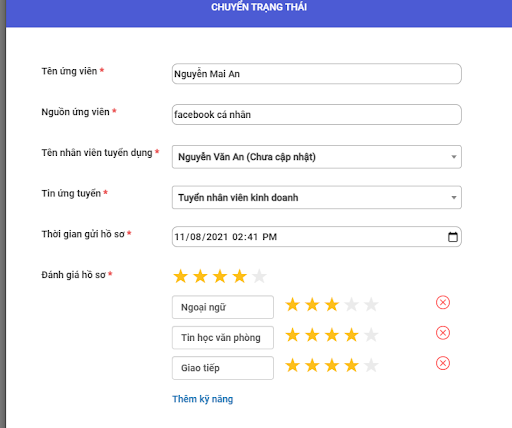 CHUYỂN TRẠNG THÁI
Tên ứng viên *
Nguyễn Mai An
Nguồn ứng viên *
facebook cá nhân
Tên nhân viên tuyển dụng *
Nguyễn Văn An (Chưa cập nhật)
Tin ứng tuyển *
Tuyển nhân viên kinh doanh
Thời gian gửi hồ sơ *
11/08/2021 02:41 PM
Đánh giá hồ sơ *
Ngoại ngữ
Tin học văn phòng
Giao tiếp
Thêm kỹ năng